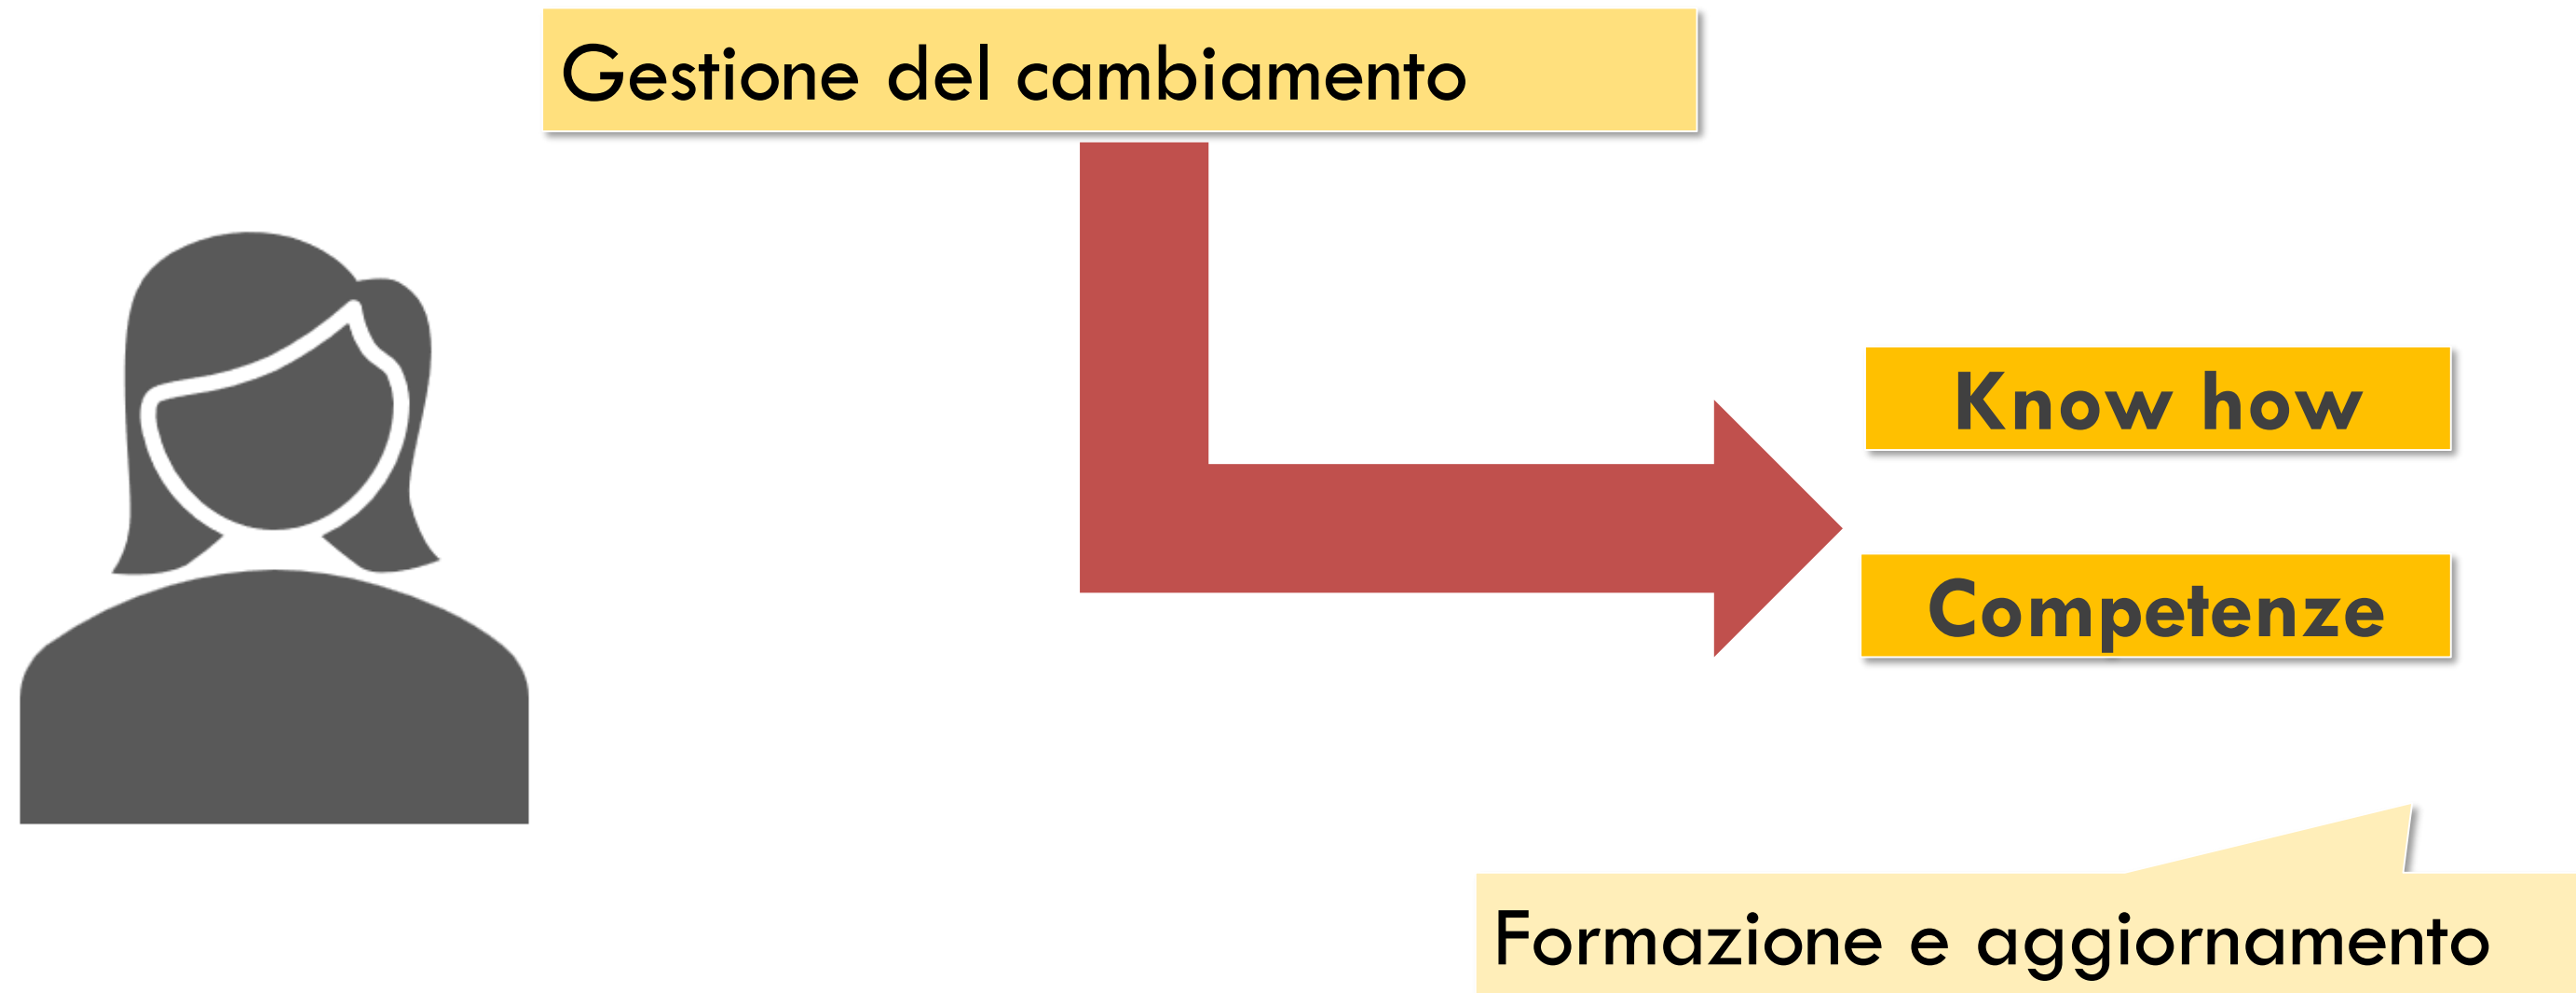 Gestione del cambiamento
Know how
Competenze
Formazione e aggiornamento